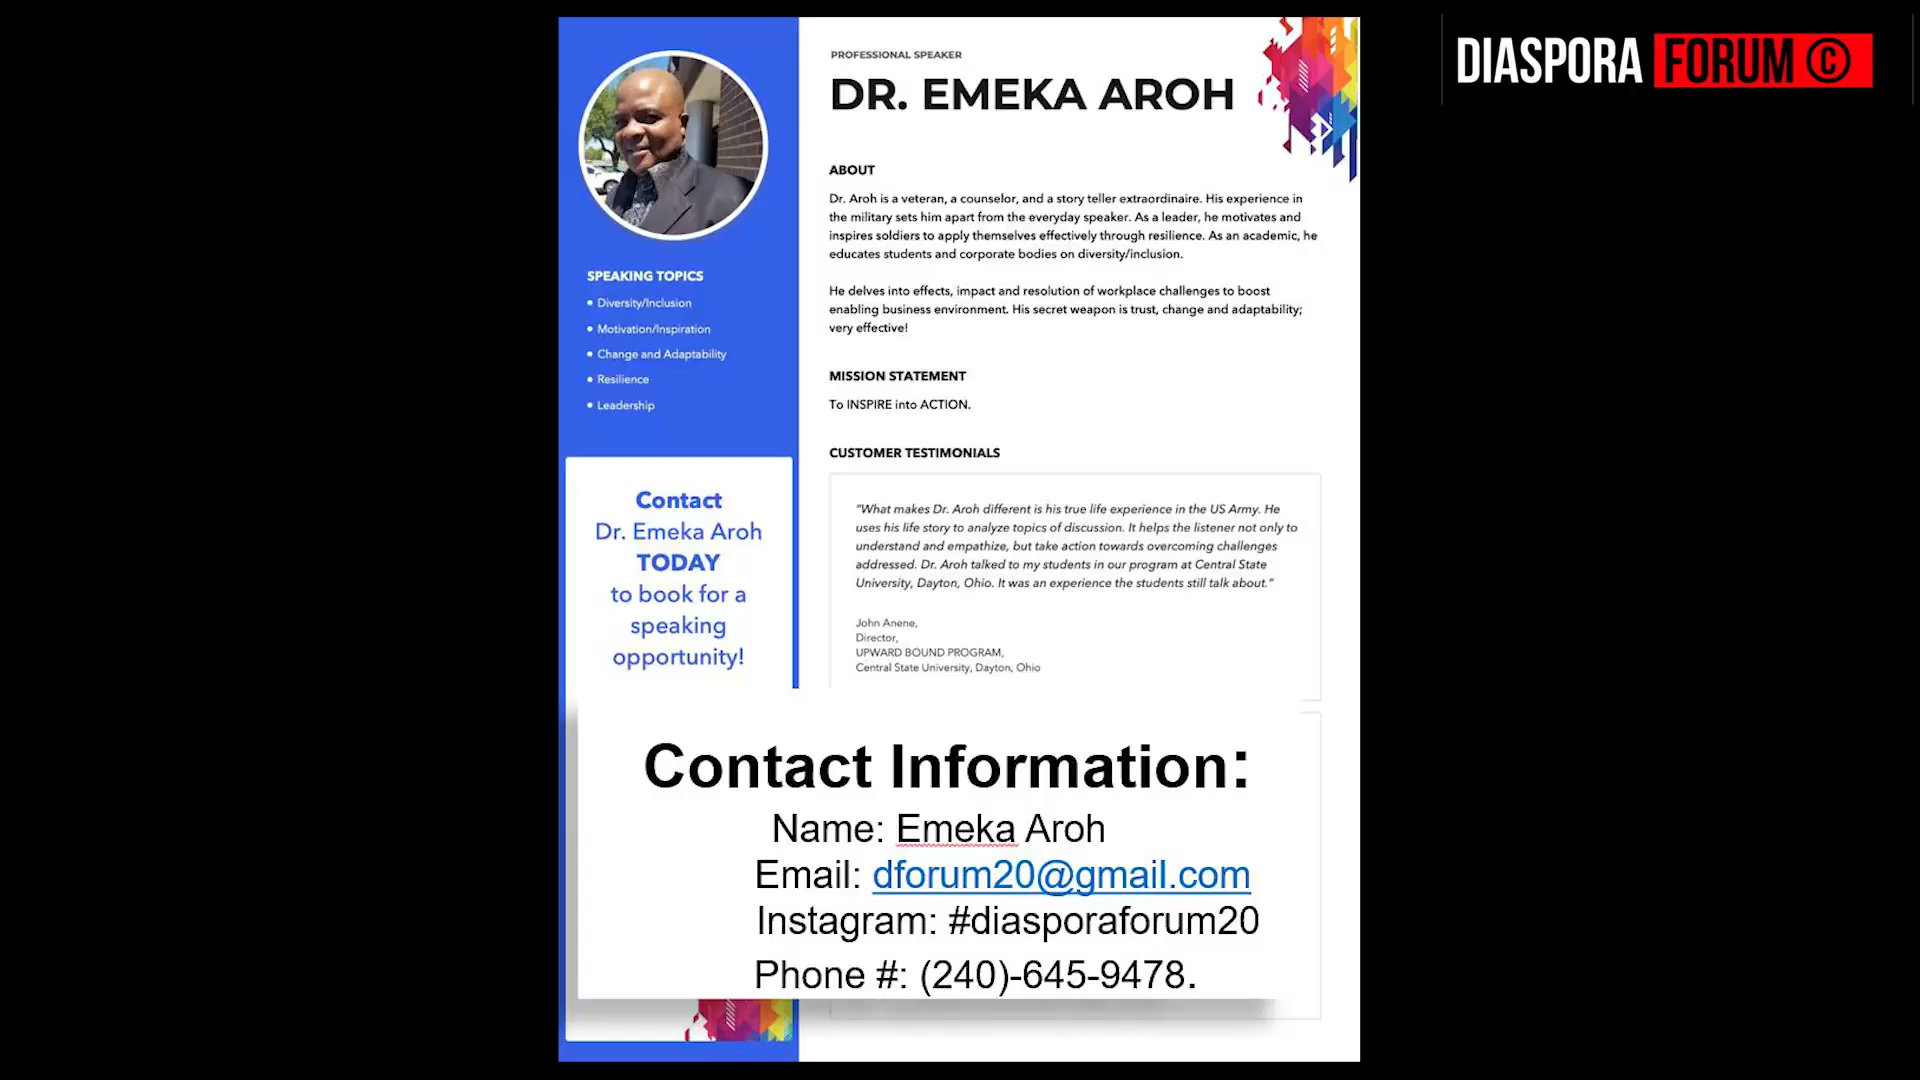 DIASPORA FORUM ©
PROFESSIONAL SPEAKER
DR. EMEKA AROH
SPEAKING TOPICS
• Diversity/Inclusion
• Motivation/Inspiration
• Change and Adaptability
• Resilience
• Leadership
Contact
Dr. Emeka Aroh
TODAY
to book for a
speaking
opportunity!
ABOUT
Dr. Aroh is a veteran, a counselor, and a story teller extraordinaire. His experience in
the military sets him apart from the everyday speaker. As a leader, he motivates and
inspires soldiers to apply themselves effectively through resilience. As an academic, he
educates students and corporate bodies on diversity/inclusion.
He delves into effects, impact and resolution of workplace challenges to boost
enabling business environment. His secret weapon is trust, change and adaptability;
very effective!
MISSION STATEMENT
To INSPIRE into ACTION.
CUSTOMER TESTIMONIALS
"What makes Dr. Aroh different is his true life experience in the US Army. He
uses his life story to analyze topics of discussion. It helps the listener not only to
understand and empathize, but take action towards overcoming challenges
addressed. Dr. Aroh talked to my students in our program at Central State
University, Dayton, Ohio. It was an experience the students still talk about."
John Anene,
Director,
UPWARD BOUND PROGRAM,
Central State University, Dayton, Ohio
Contact Information:
Name: Emeka Aroh
Email: dforum20@gmail.com
Instagram: #diasporaforum20
Phone #: (240)-645-9478.